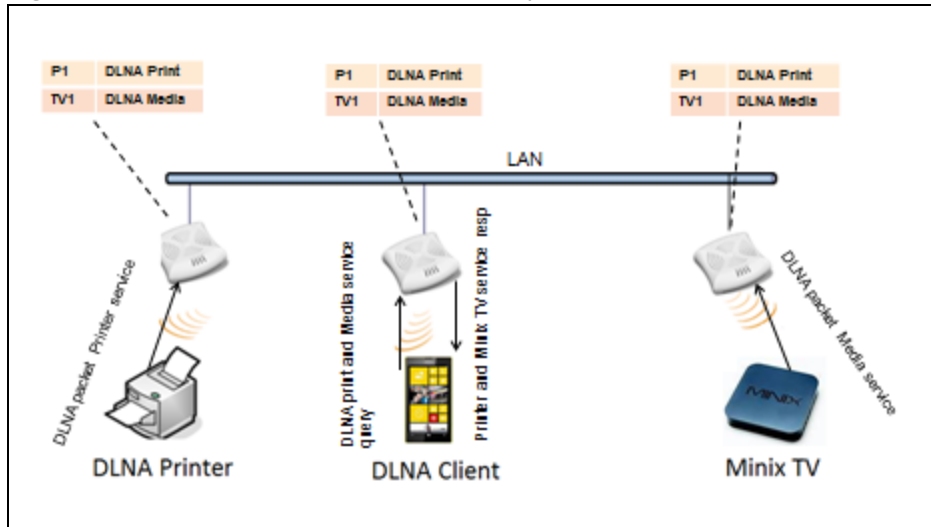 P1 DLNA Print
TV1 DLNA Media
P1 DLNA Print
TV1 DLNA Media
P1 DLNA Print
TV1 DLNA Media
LAN
DLNA packet Printer service
DLNA print and Media service
query
Printer and Minix TV service resp
DLNA packet Media service
MINIX
DLNA Printer
DLNA Client
Minix TV